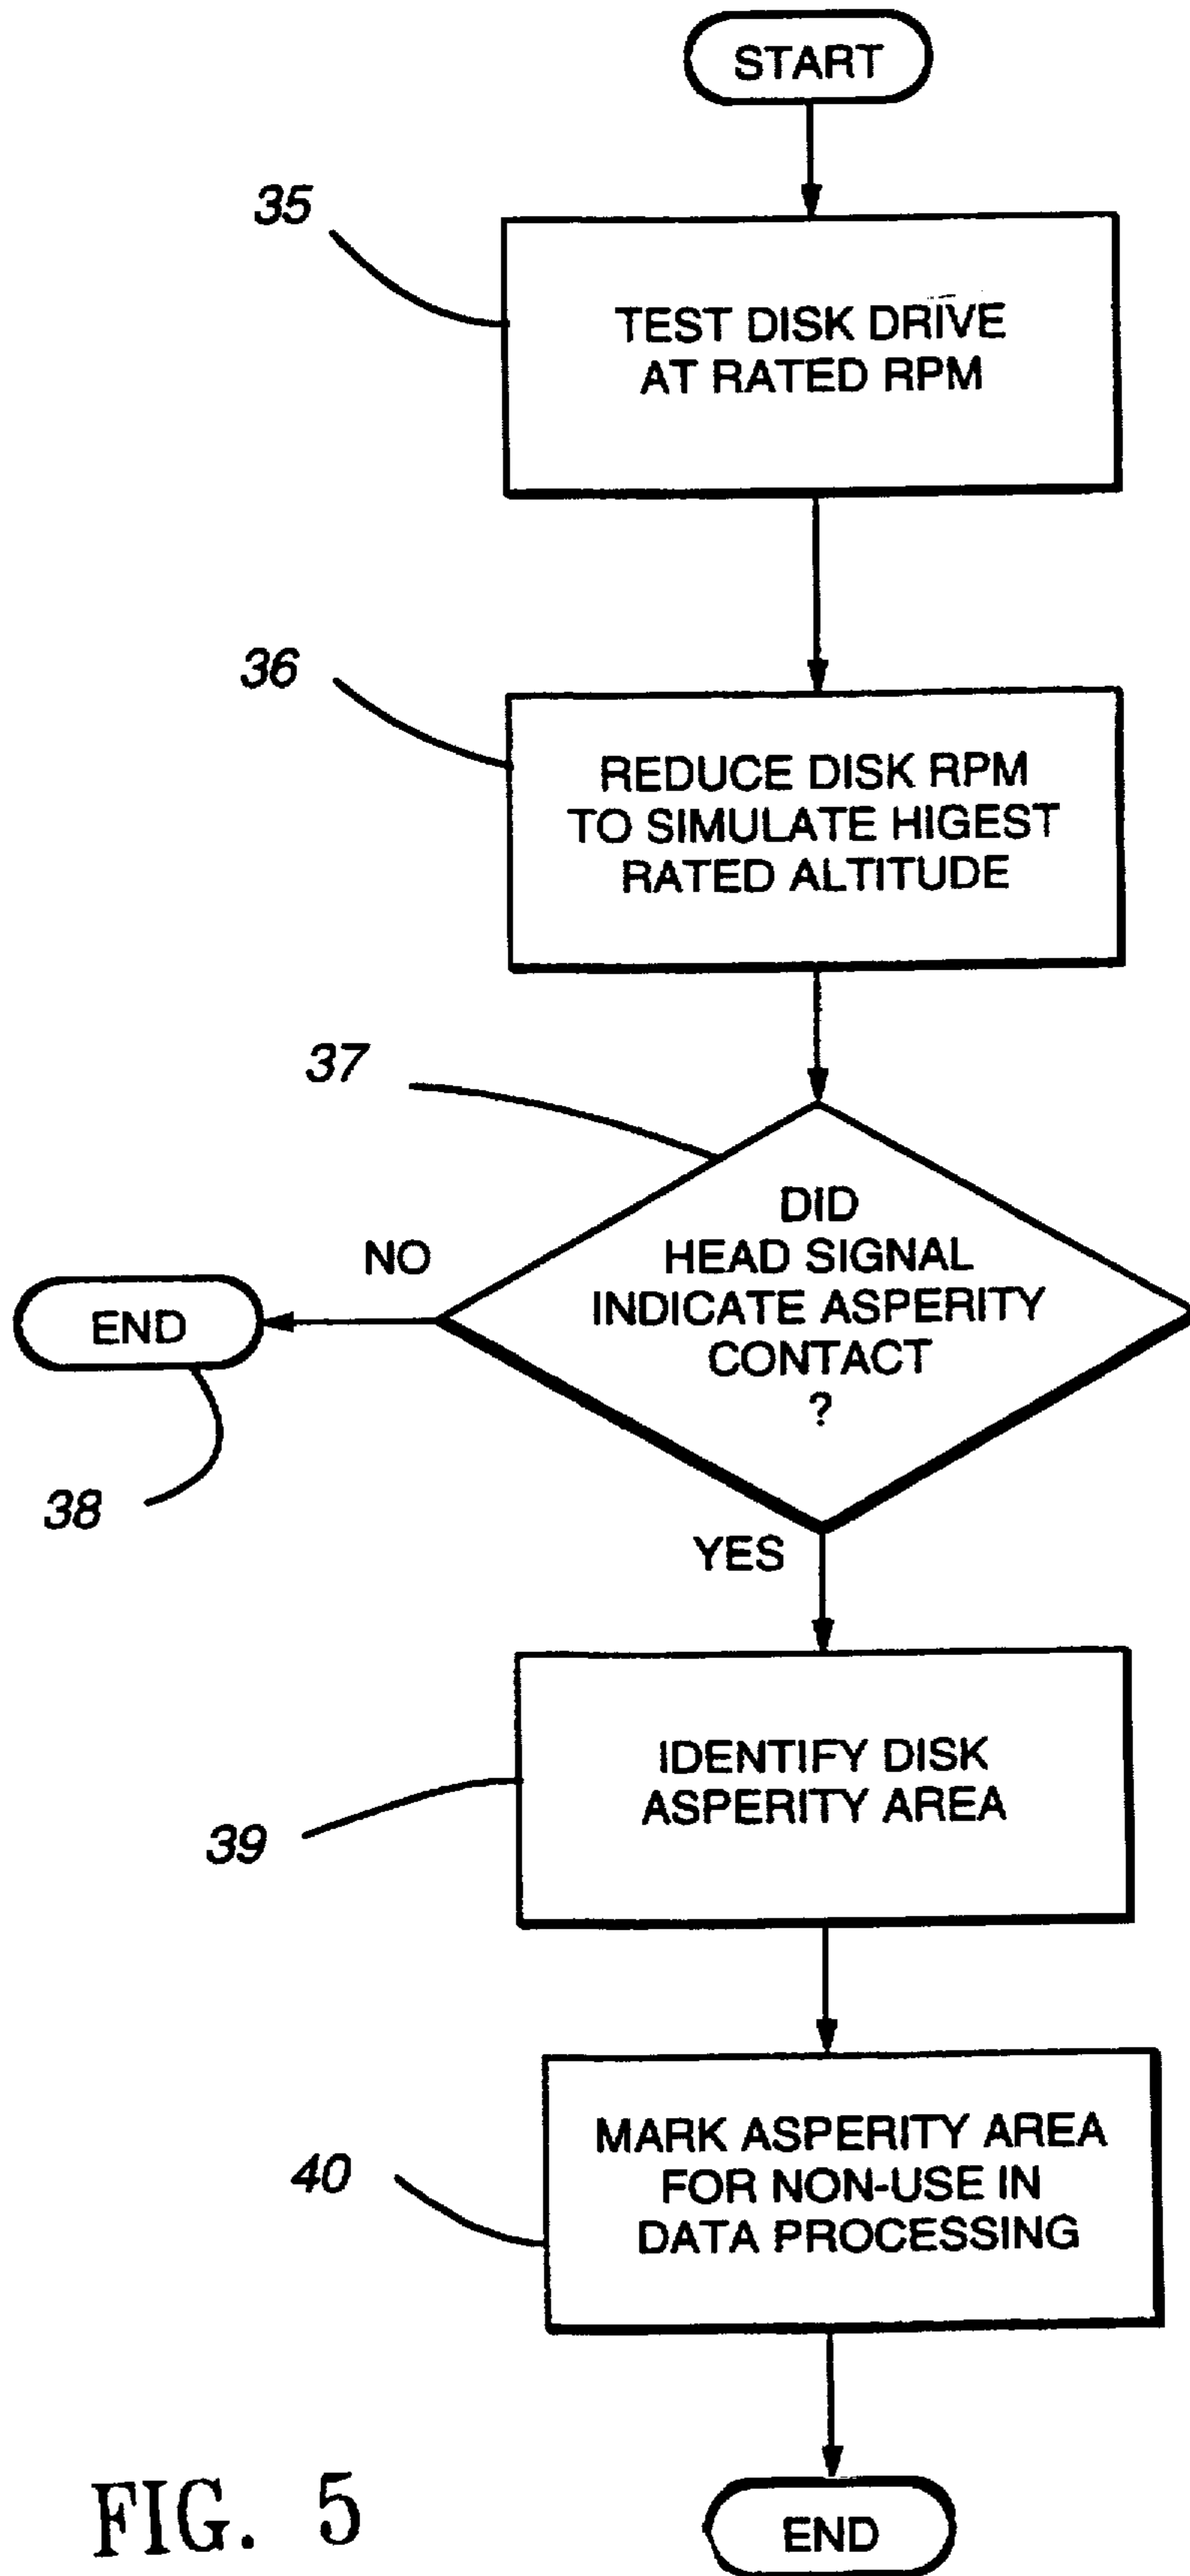 START
35
TEST DISK DRIVE
AT RATED RPM
36
REDUCE DISK RPM
TO SIMULATE HIGEST
RATED ALTITUDE
37
DID
HEAD SIGNAL
INDICATE ASPERITY
CONTACT
?
NO
END
38
YES
IDENTIFY DISK
ASPERITY AREA
39
MARK ASPERITY AREA
FOR NON-USE IN
DATA PROCESSING
40
END
FIG. 5